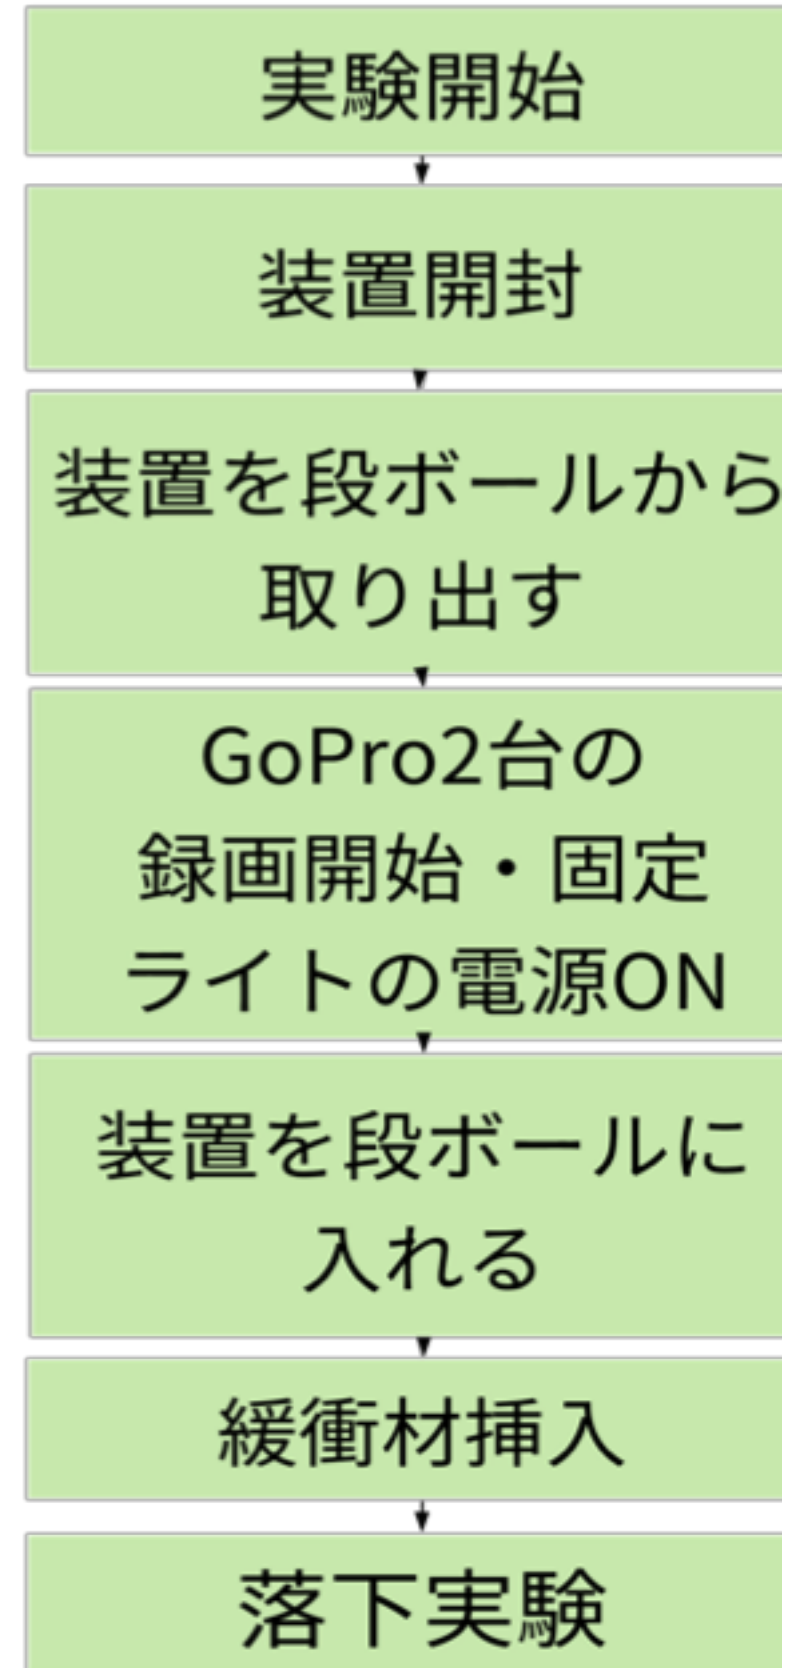 実験開始
装置開封
装置を段ボールから
取り出す
GoPro2台の
録画開始・固定
ライトの電源ON
装置を段ボールに
入れる
緩衝材挿入
落下実験